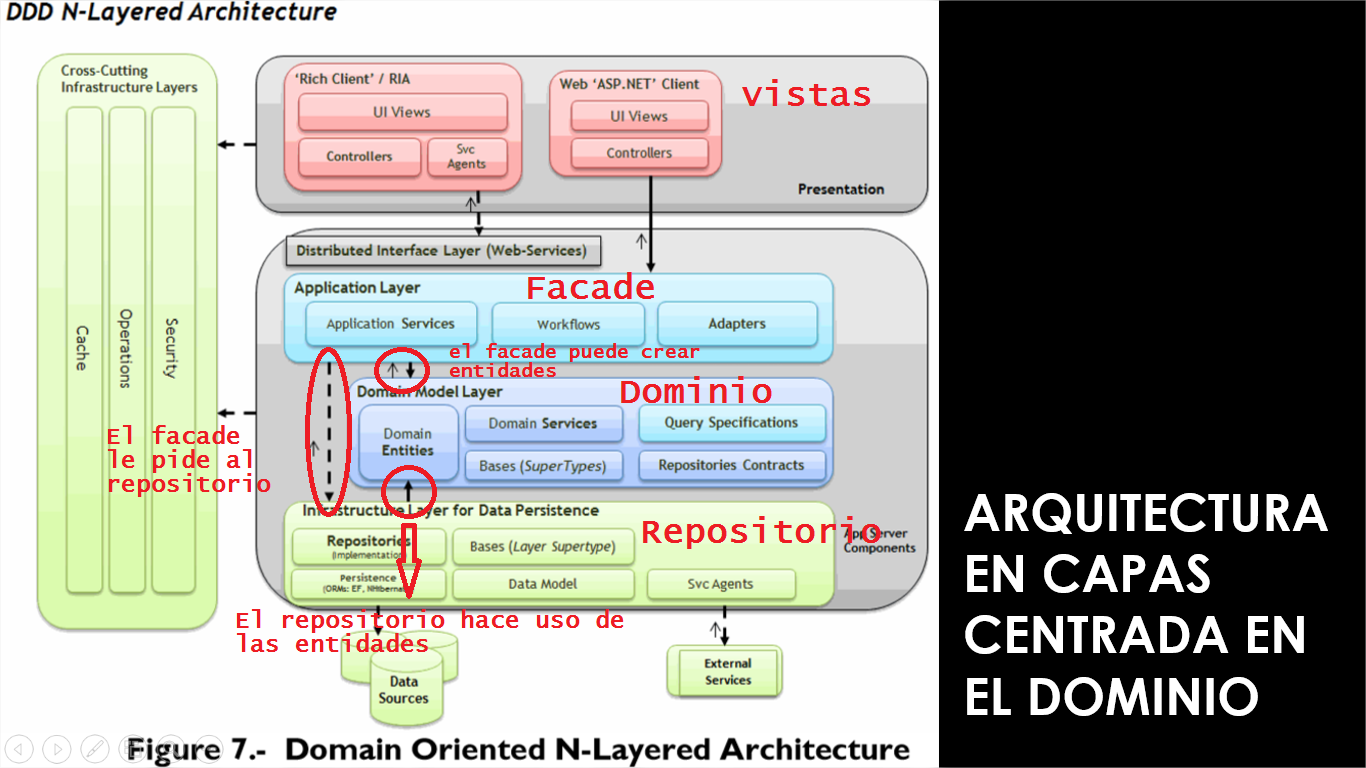 DDD N-Layered Architecture
Cross-Cutting
Infrastructure Layers
Cache
Operations
Security
'Rich Client' / RIA
UI Views
Controllers
Svc
Agents
Web 'ASP.NET' Client
UI Views
Controllers
vistas
Presentation
Distributed Interface Layer (Web-Services)
Application Layer
Facade
Application Services
Workflows
Adapters
el facade puede crear
entidades
Domain Model Layer
Dominio
Domain
Entities
Domain Services
Query Specifications
Bases (SuperTypes)
Repositories Contracts
El facade
le pide al
repositorio
Infrastructure Layer for Data Persistence
Repositorio
Repositories
(Implementation)
Bases (Layer Supertype)
App Server
Components
Persistence
(ORMs: EF, NHibernate)
Data Model
Svc Agents
El repositorio hace uso de
las entidades
Data
Sources
External
Services
Figure 7.- Domain Oriented N-Layered Architecture
ARQUITECTURA
EN CAPAS
CENTRADA EN
EL DOMINIO